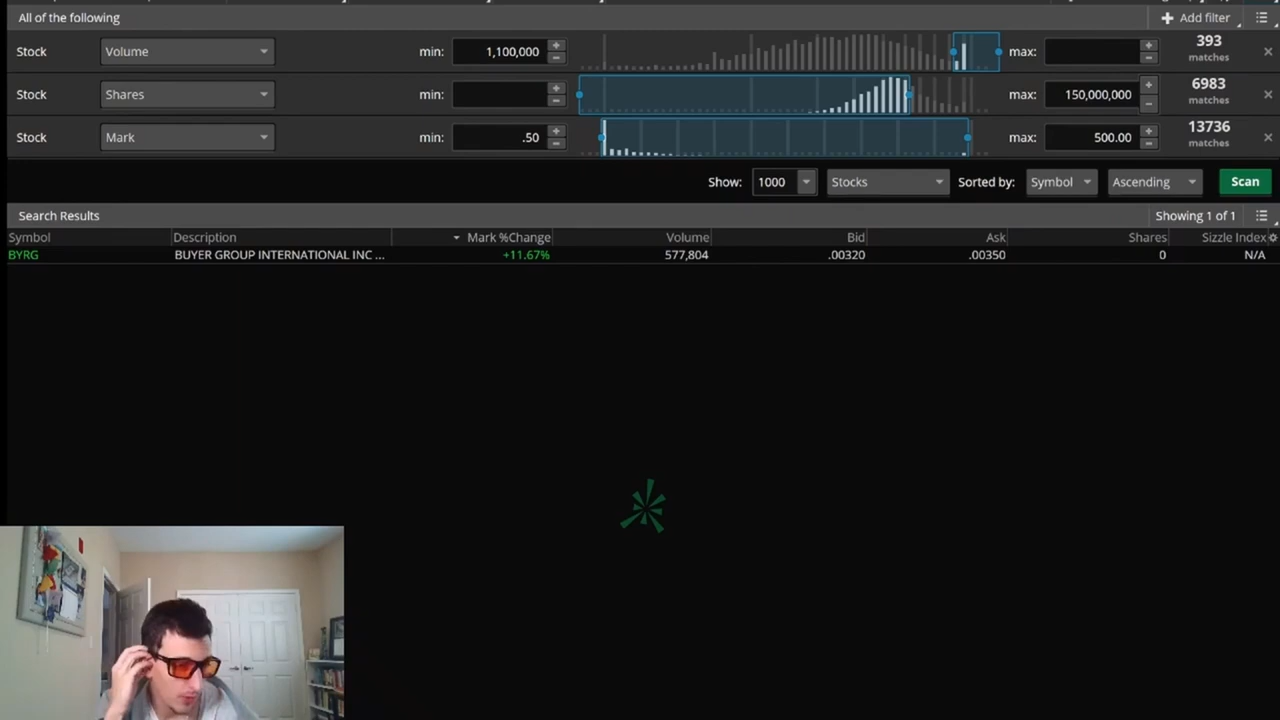 All of the following
Add filter
Stock Volume min: 1,100,000 max: 393 matches
Stock Shares min: max: 150,000,000 6983 matches
Stock Mark min: .50 max: 500.00 13736 matches
Show: 1000 Stocks Sorted by: Symbol Ascending Scan
Search Results Showing 1 of 1
Symbol Description Mark %Change Volume Bid Ask Shares Sizzle Index
BYRG BUYER GROUP INTERNATIONAL INC ... +11.67% 577,804 .00320 .00350 0 N/A